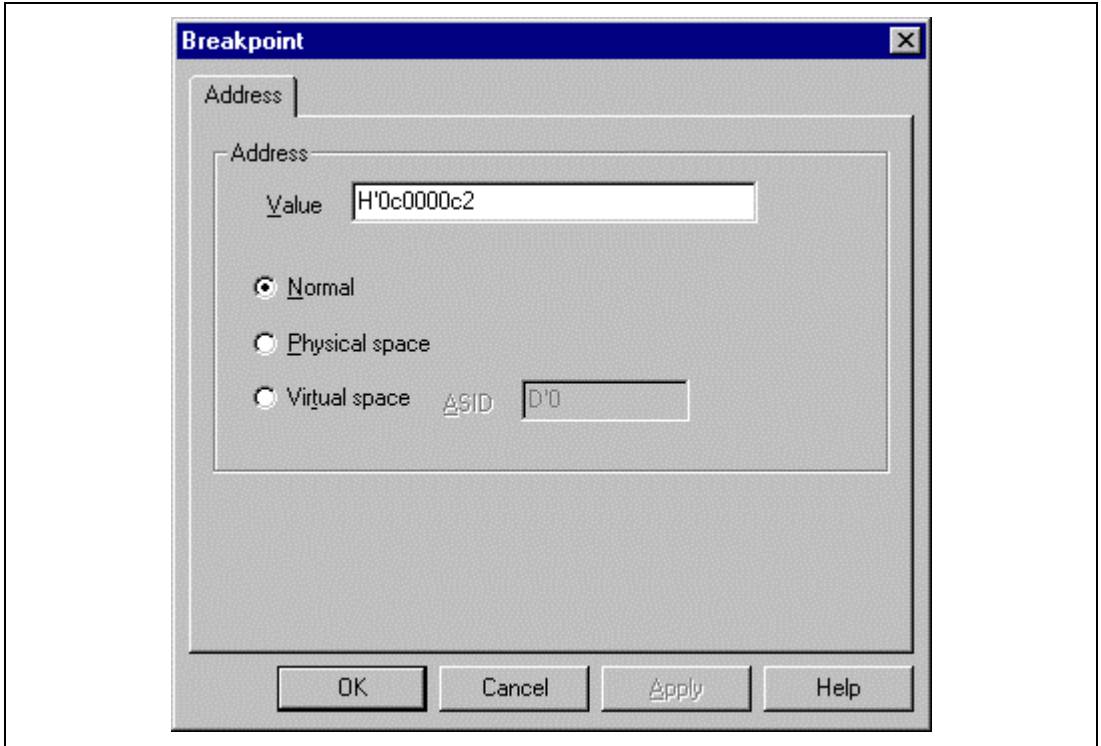 Breakpoint
Address
Address
Value H'0c0000c2
Normal
Physical space
Virtual space ASID D'0
OK Cancel Apply Help